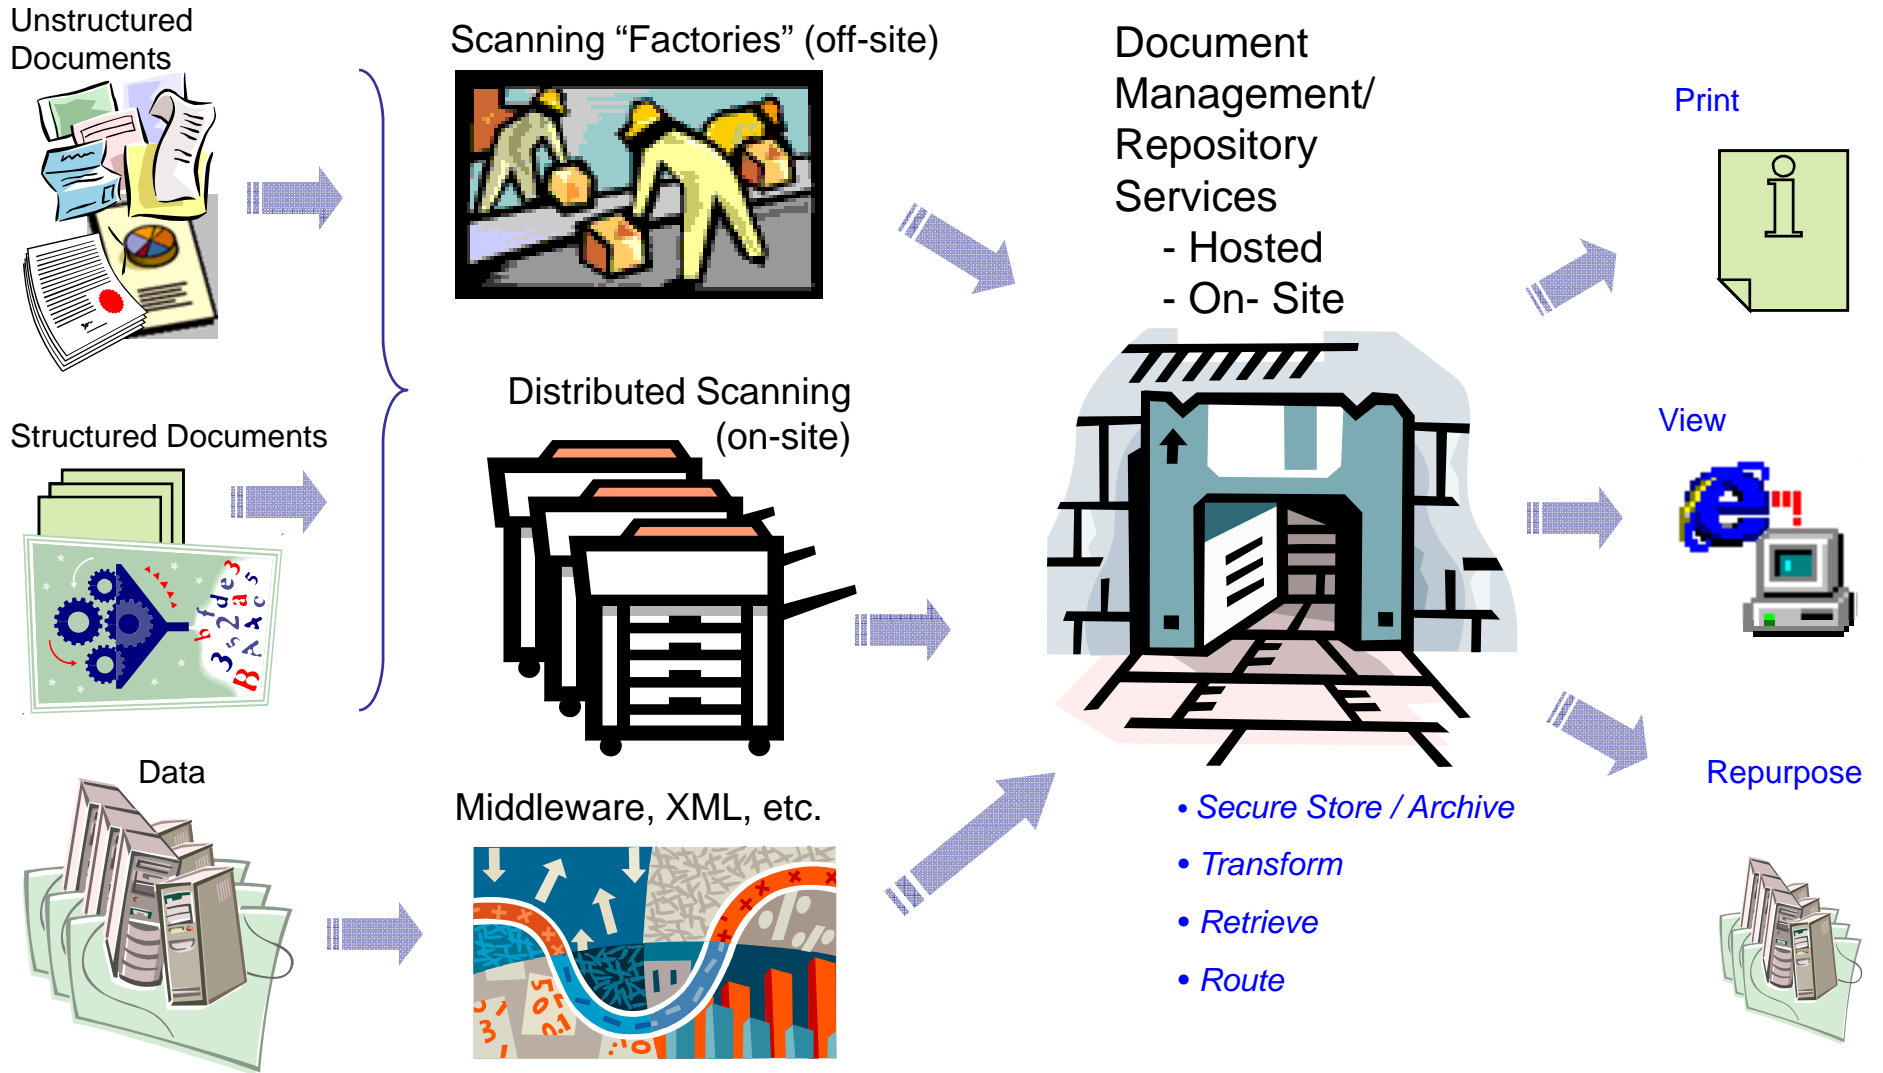 Unstructured
Documents
Structured Documents
Data
Scanning “Factories” (off-site)
Distributed Scanning
(on-site)
Middleware, XML, etc.
Document
Management/
Repository
Services
- Hosted
- On- Site
• Secure Store / Archive
• Transform
• Retrieve
• Route
Print
i
View
Repurpose